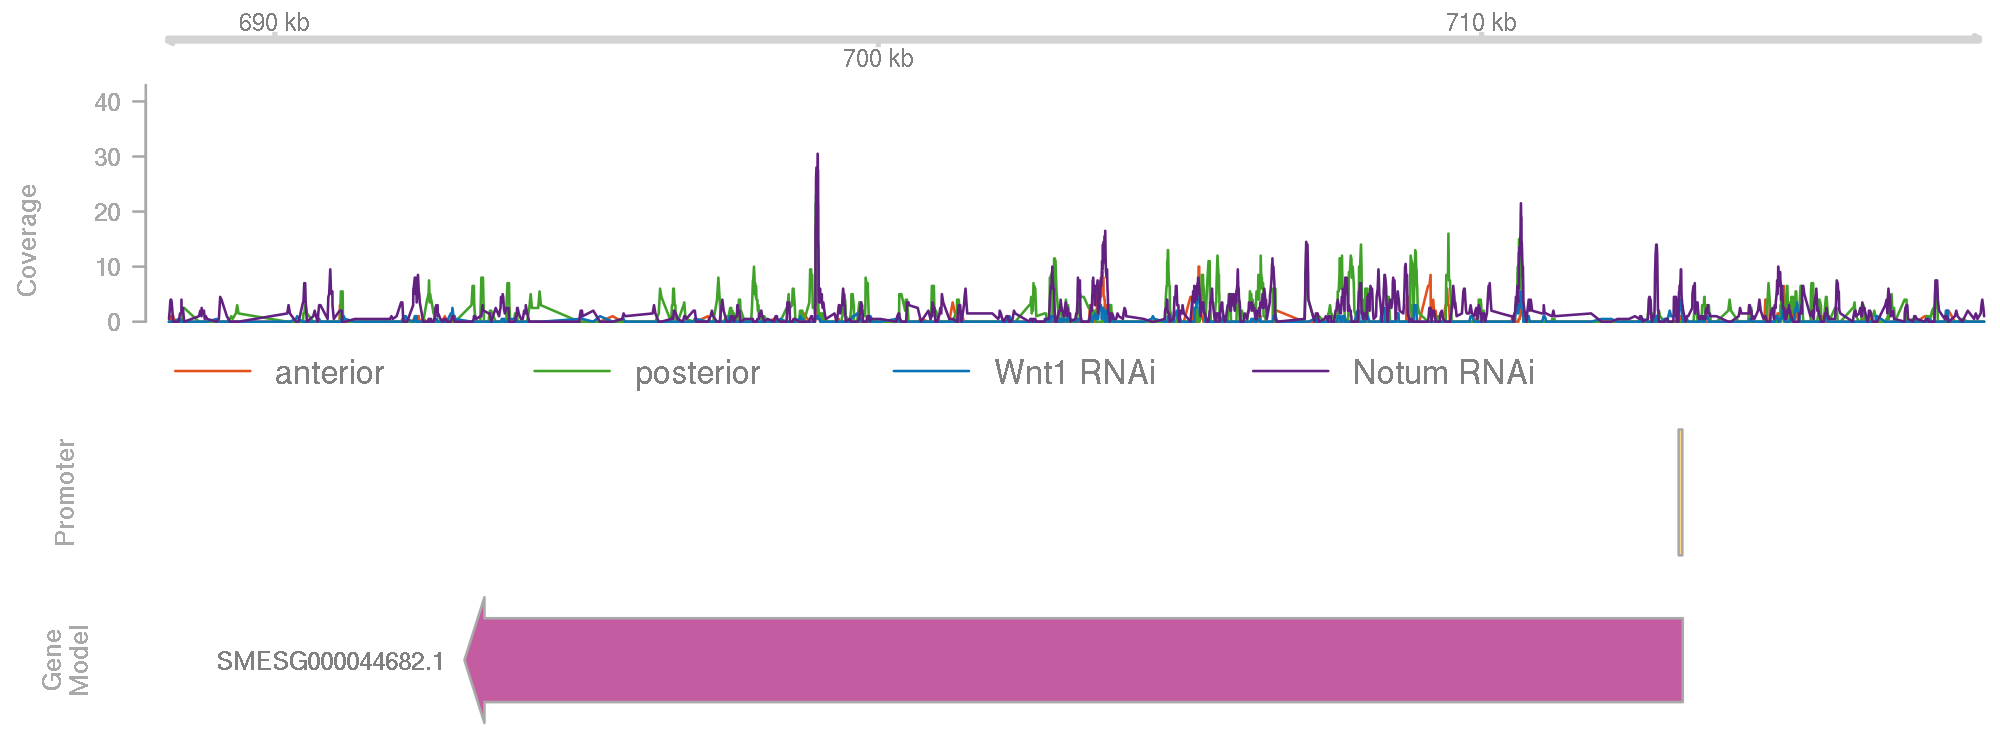 690 kb
710 kb
700 kb
Coverage
40
30
20
10
0
anterior posterior Wnt1 RNAi Notum RNAi
Promoter
Gene
Model
SMESG000044682.1